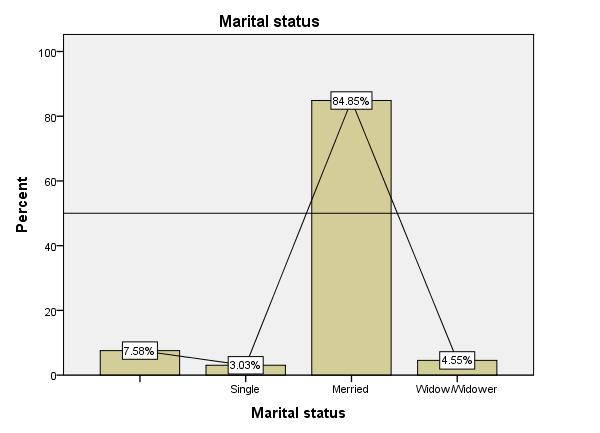 Marital status
100
80
60
40
20
0
Percent
7.58%
3.03%
84.85%
4.55%
Single
Merried
Widow/Widower
Marital status